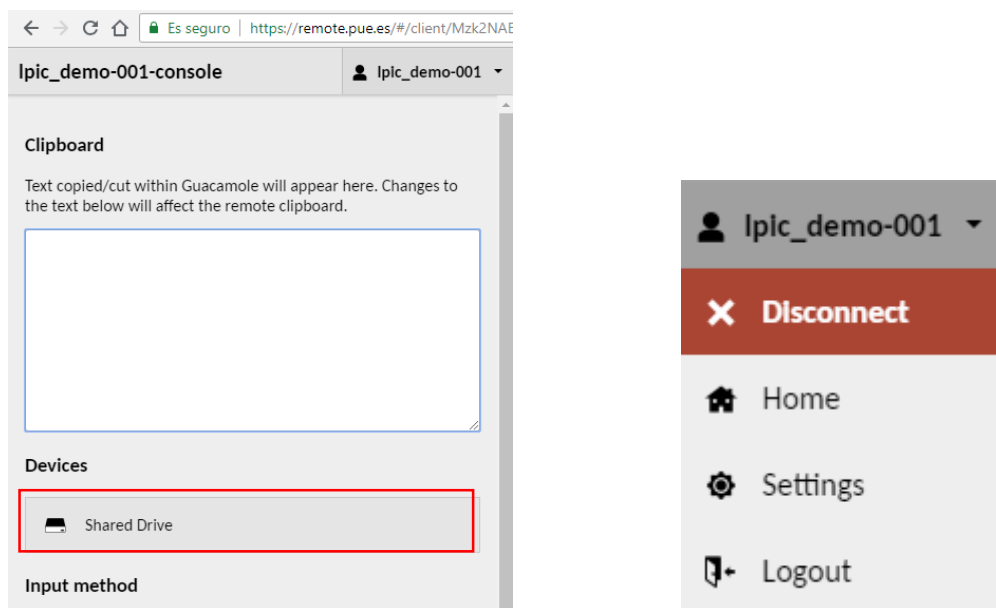 Es seguro | https://remote.pue.es/#/client/Mzk2NAE
lpic_demo-001-console
lpic_demo-001
Clipboard
Text copied/cut within Guacamole will appear here. Changes to
the text below will affect the remote clipboard.
Devices
Shared Drive
Input method
lpic_demo-001
Disconnect
Home
Settings
Logout